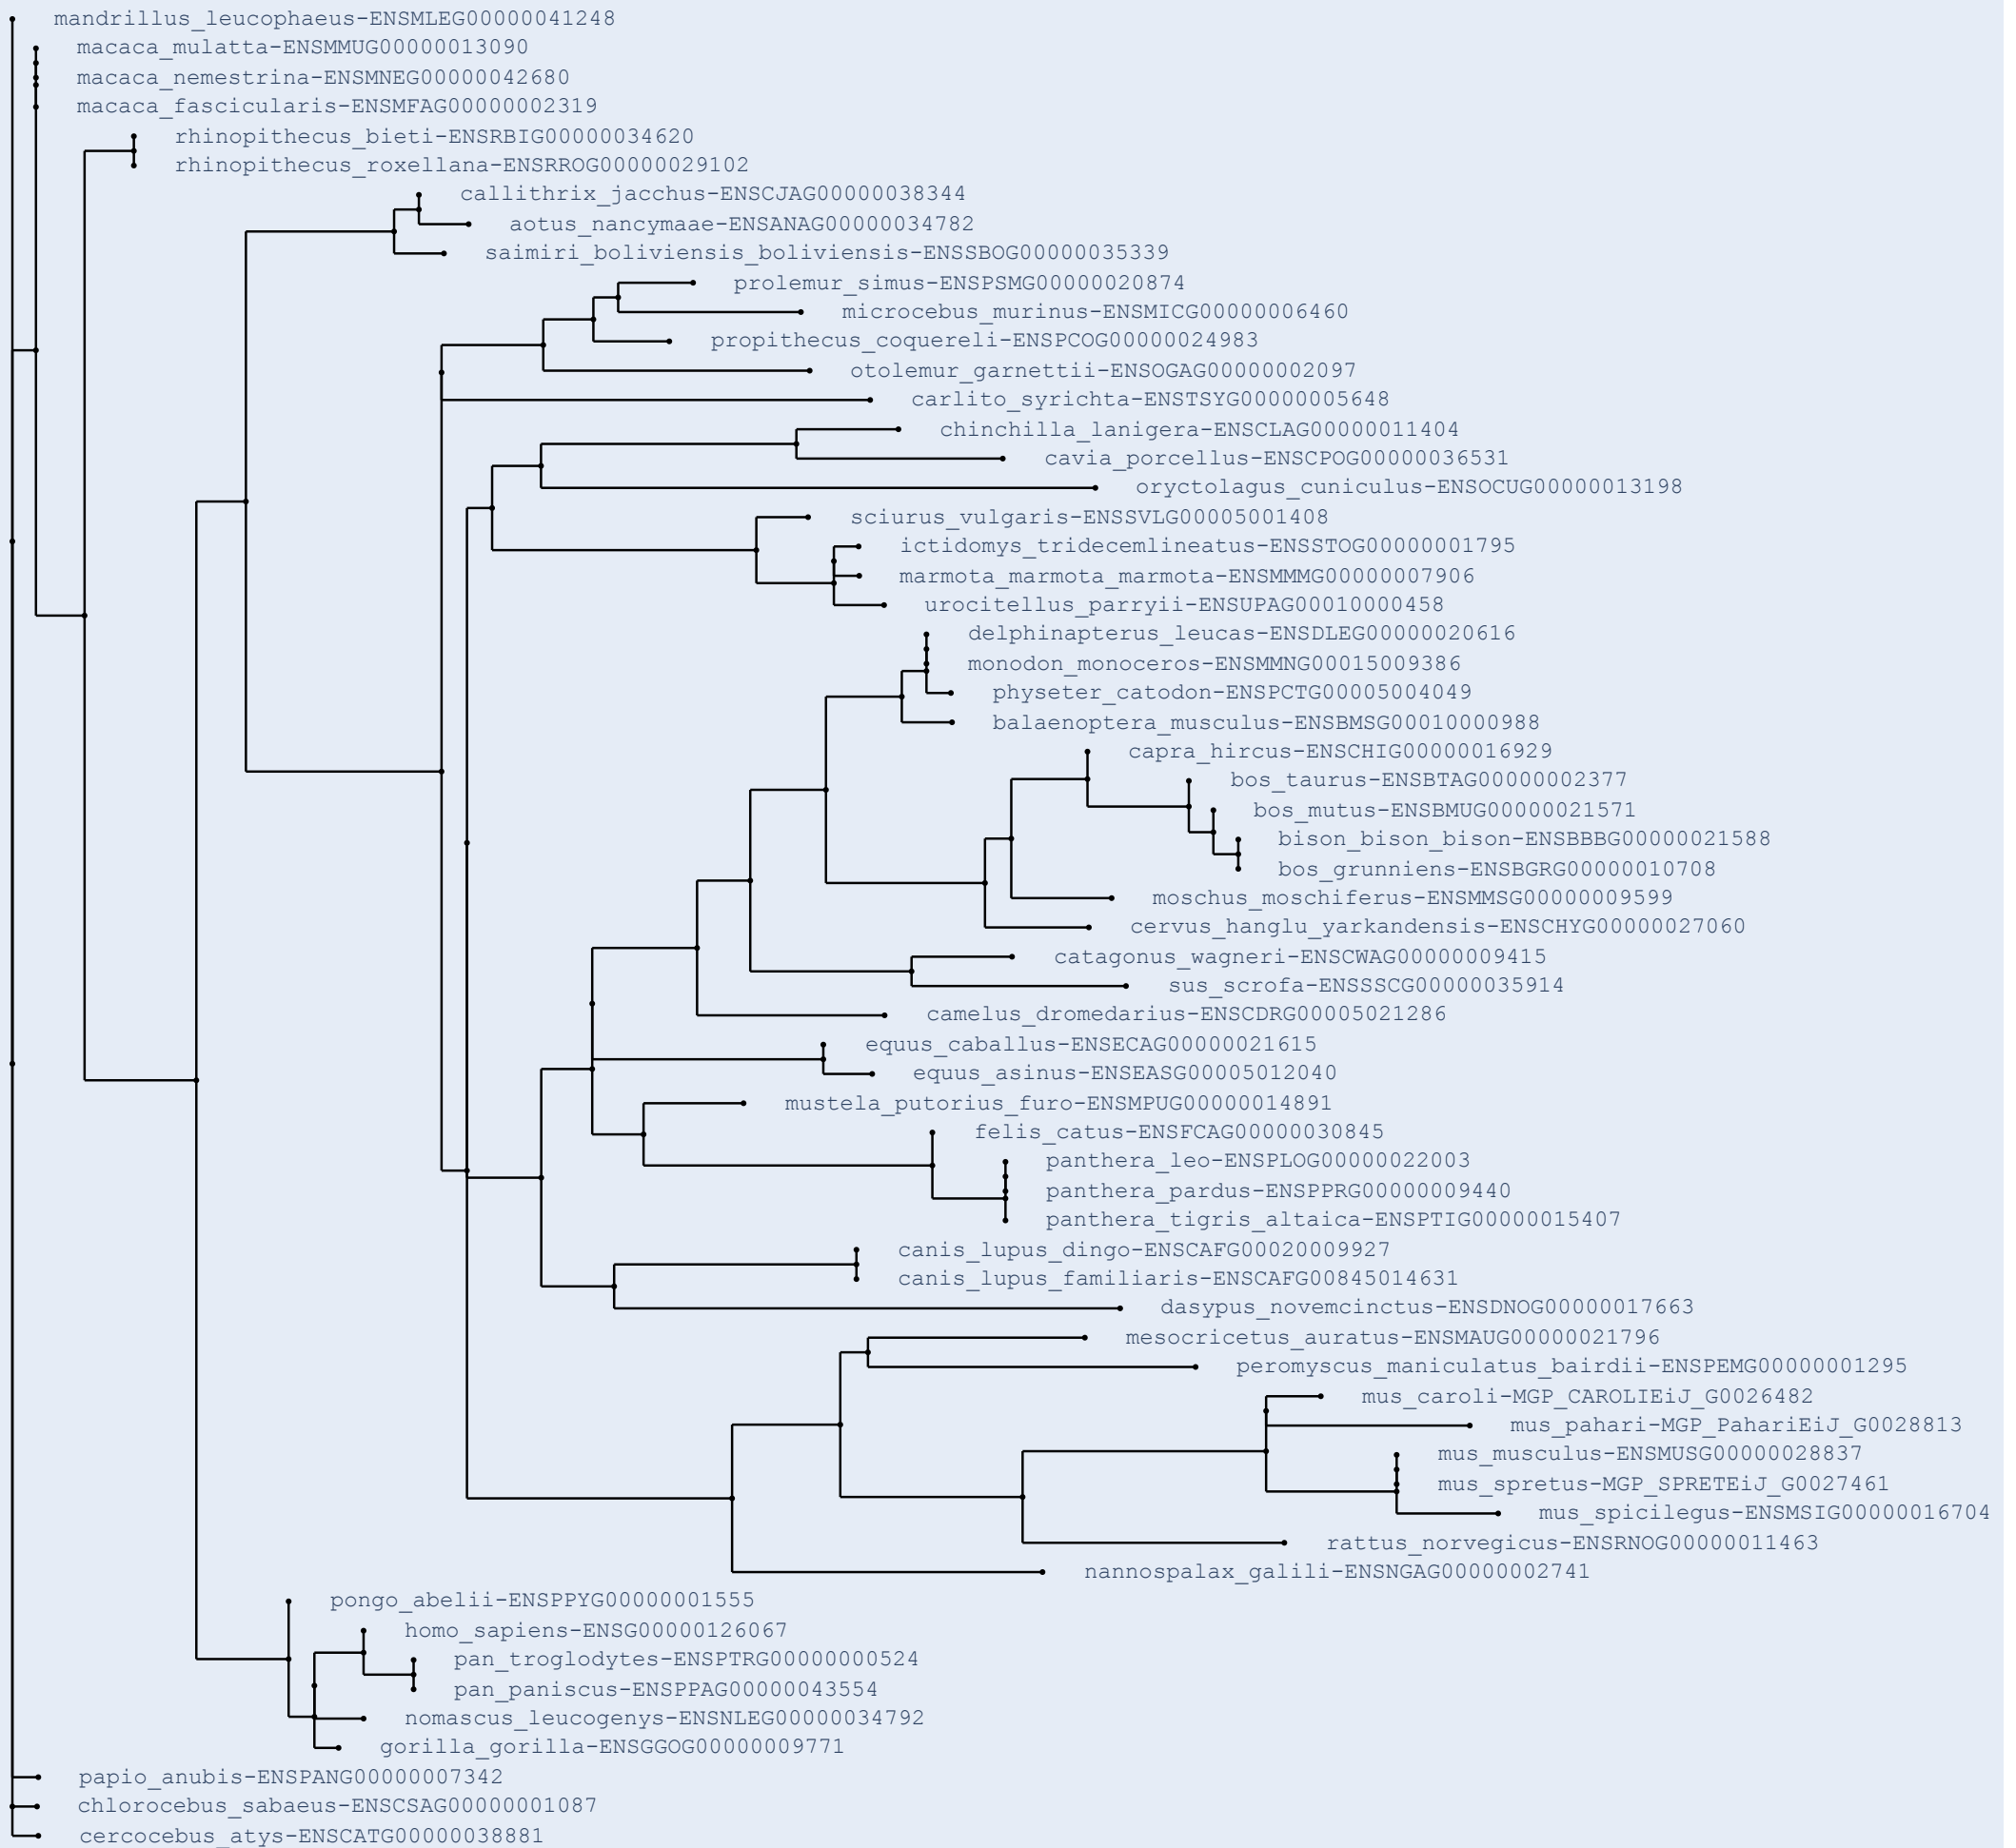 mandrillus_leucophaeus-ENSMLEG00000041248
macaca_mulatta-ENSMMUG00000013090
macaca_nemestrina-ENSMNEG00000042680
macaca_fascicularis-ENSMFAG00000002319
rhinopithecus_bieti-ENSRBIG00000034620
rhinopithecus_roxellana-ENSRROG00000029102
callithrix_jacchus-ENSCJAG00000038344
aotus_nancymaae-ENSANAG00000034782
saimiri_boliviensis_boliviensis-ENSSBOG00000035339
prolemur_simus-ENSPSMG00000020874
microcebus_murinus-ENSMICG00000006460
propithecus_coquereli-ENSPCOG00000024983
otolemur_garnettii-ENSOGAG00000002097
carlito_syrichta-ENSTSYG00000005648
chinchilla_lanigera-ENSCLAG00000011404
cavia_porcellus-ENSCPOG00000036531
oryctolagus_cuniculus-ENSOCUG00000013198
sciurus_vulgaris-ENSSVLG00005001408
ictidomys_tridecemlineatus-ENSSTOG00000001795
marmota_marmota_marmota-ENSMMMG00000007906
urocitellus_parryii-ENSUPAG00010000458
delphinapterus_leucas-ENSDLEG00000020616
monodon_monoceros-ENSMMNG00015009386
physeter_catodon-ENSPCTG00005004049
balaenoptera_musculus-ENSBMSG00010000988
capra_hircus-ENSCHIG00000016929
bos_taurus-ENSBTAG00000002377
bos_mutus-ENSBMUG00000021571
bison_bison_bison-ENSBBBG00000021588
bos_grunniens-ENSBGRG00000010708
moschus_moschiferus-ENSMMSG00000009599
cervus_hanglu_yarkandensis-ENSCHYG00000027060
catagonus_wagneri-ENSCWAG00000009415
sus_scrofa-ENSSSCG00000035914
camelus_dromedarius-ENSCDRG00005021286
equus_caballus-ENSECAG00000021615
equus_asinus-ENSEASG00005012040
mustela_putorius_furo-ENSMPUG00000014891
felis_catus-ENSFCAG00000030845
panthera_leo-ENSPLOG00000022003
panthera_pardus-ENSPPRG00000009440
panthera_tigris_altaica-ENSPTIG00000015407
canis_lupus_dingo-ENSCAFG00020009927
canis_lupus_familiaris-ENSCAFG00845014631
dasypus_novemcinctus-ENSDNOG00000017663
mesocricetus_auratus-ENSMAUG00000021796
peromyscus_maniculatus_bairdii-ENSPEMG00000001295
mus_caroli-MGP_CAROLIEiJ_G0026482
mus_pahari-MGP_PahariEiJ_G0028813
mus_musculus-ENSMUSG00000028837
mus_spretus-MGP_SPRETEiJ_G0027461
mus_spicilegus-ENSMSIG00000016704
rattus_norvegicus-ENSRNOG00000011463
nannospalax_galili-ENSNGAG00000002741
pongo_abelii-ENSPPYG00000001555
homo_sapiens-ENSG00000126067
pan_troglodytes-ENSPTRG00000000524
pan_paniscus-ENSPPAG00000043554
nomascus_leucogenys-ENSNLEG00000034792
gorilla_gorilla-ENSGGOG00000009771
papio_anubis-ENSPANG00000007342
chlorocebus_sabaeus-ENSCSAG00000001087
cercocebus_atys-ENSCATG00000038881